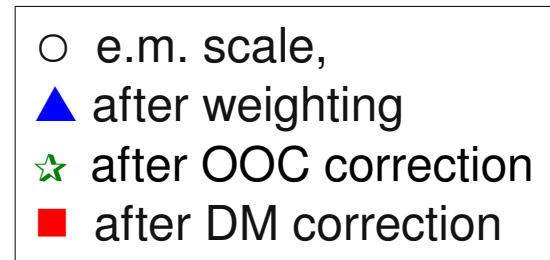 e.m. scale,
after weighting
after OOC correction
after DM correction